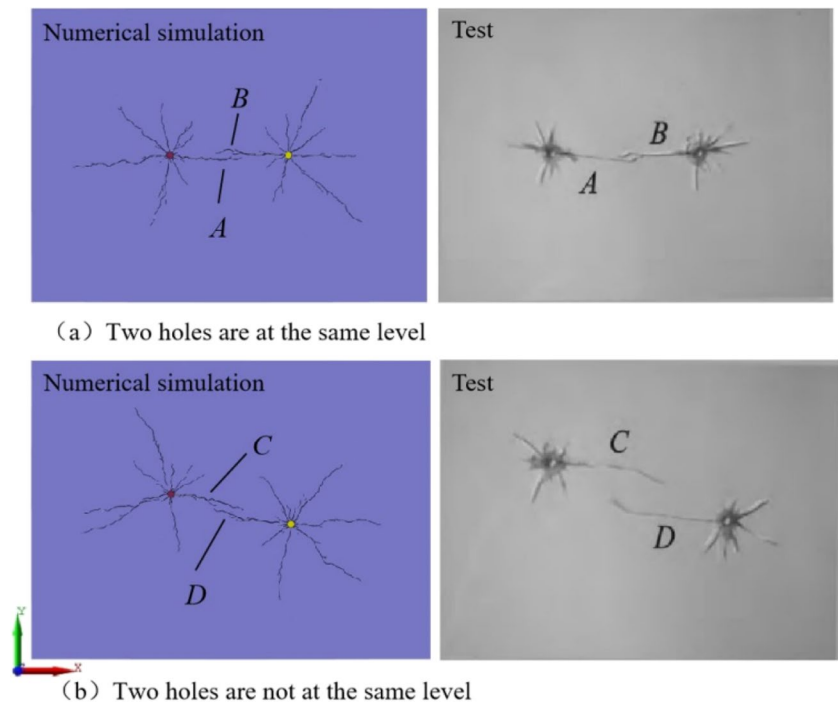 Numerical simulation
Test
B
A
B
A
（a）Two holes are at the same level
Numerical simulation
Test
C
D
C
D
Y
X
（b）Two holes are not at the same level